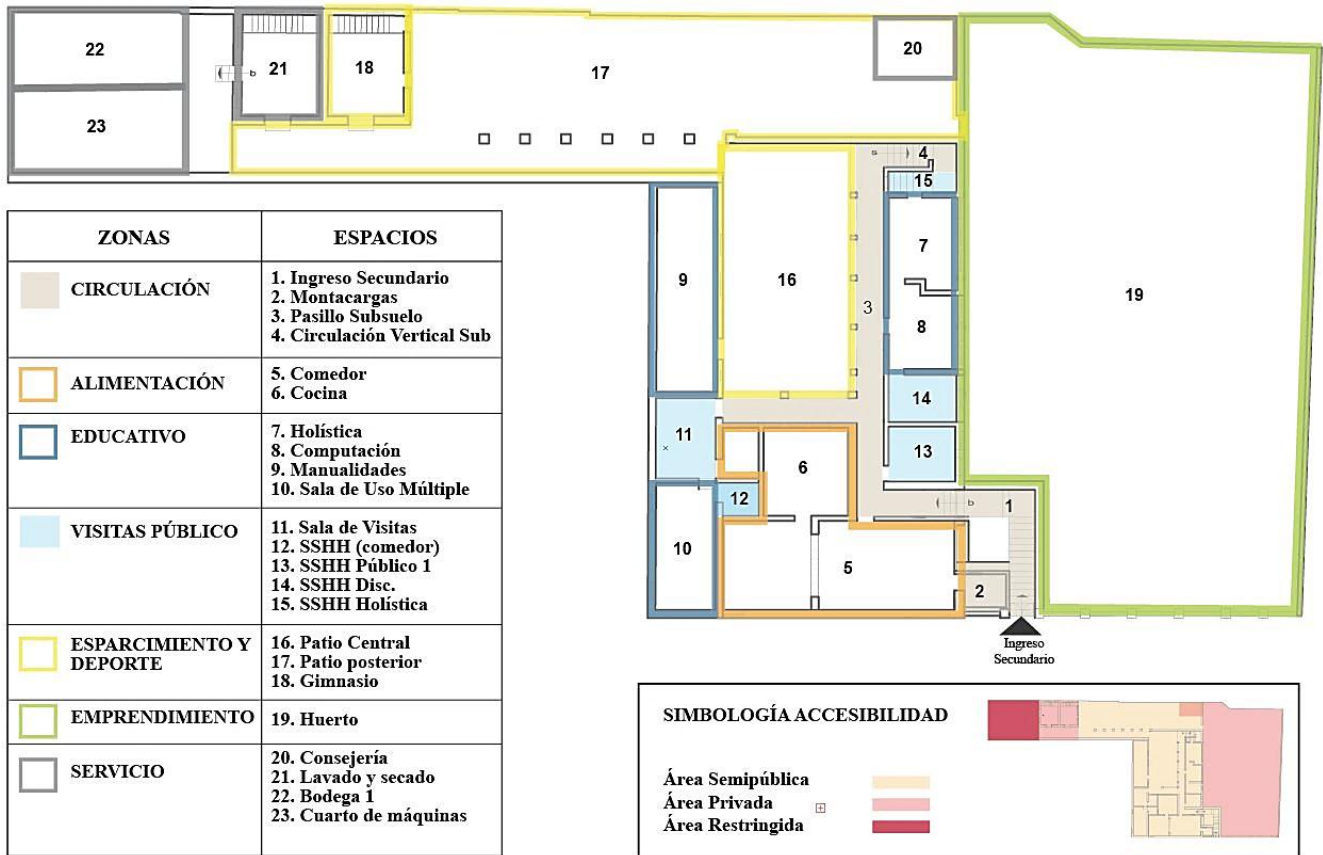 22
21
18
17
20
23
4
15
7
9
16
3
19
8
14
11
13
6
12
1
10
5
2
Ingreso
Secundario
ZONAS
ESPACIOS
CIRCULACIÓN
1. Ingreso Secundario
2. Montacargas
3. Pasillo Subsuelo
4. Circulación Vertical Sub
ALIMENTACIÓN
5. Comedor
6. Cocina
EDUCATIVO
7. Holística
8. Computación
9. Manualidades
10. Sala de Uso Múltiple
VISITAS PÚBLICO
11. Sala de Visitas
12. SSHH (comedor)
13. SSHH Público 1
14. SSHH Disc.
15. SSHH Holística
ESPARCIMIENTO Y
DEPORTE
16. Patio Central
17. Patio posterior
18. Gimnasio
EMPRENDIMIENTO
19. Huerto
SERVICIO
20. Consejería
21. Lavado y secado
22. Bodega 1
23. Cuarto de máquinas
SIMBOLOGÍA ACCESIBILIDAD
Área Semipública
Área Privada
Área Restringida